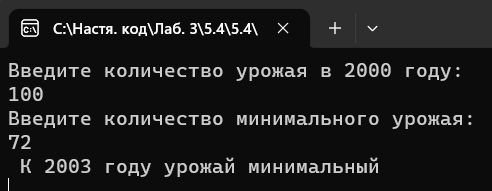 C:\Настя. код\Лаб. 3\5.4\5.4\
Введите количество урожая в 2000 году:
100
Введите количество минимального урожая:
72
К 2003 году урожай минимальный